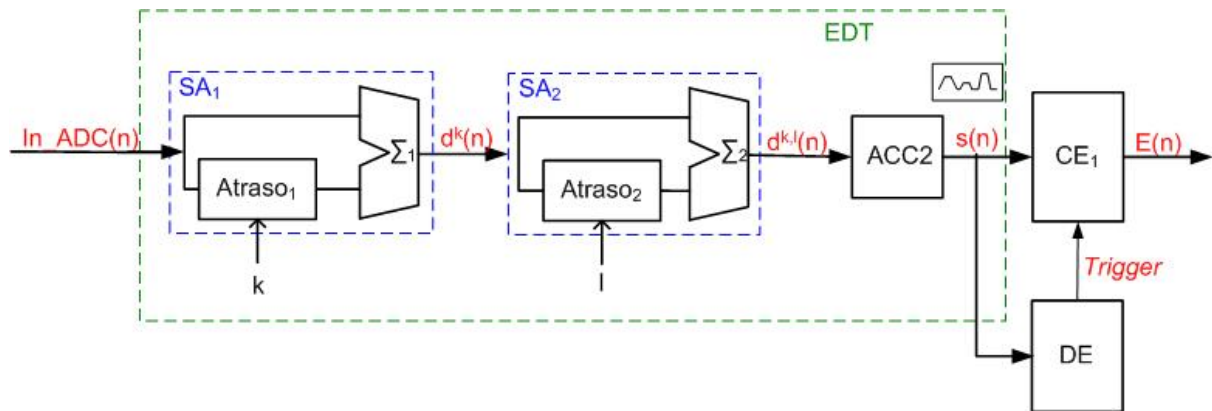 EDT
SA₁
SA₂
In_ADC(n)
Atraso₁
Σ₁
dᵏ(n)
Atraso₂
Σ₂
dᵏ,ˡ(n)
ACC2
s(n)
CE₁
E(n)
k
l
Trigger
DE